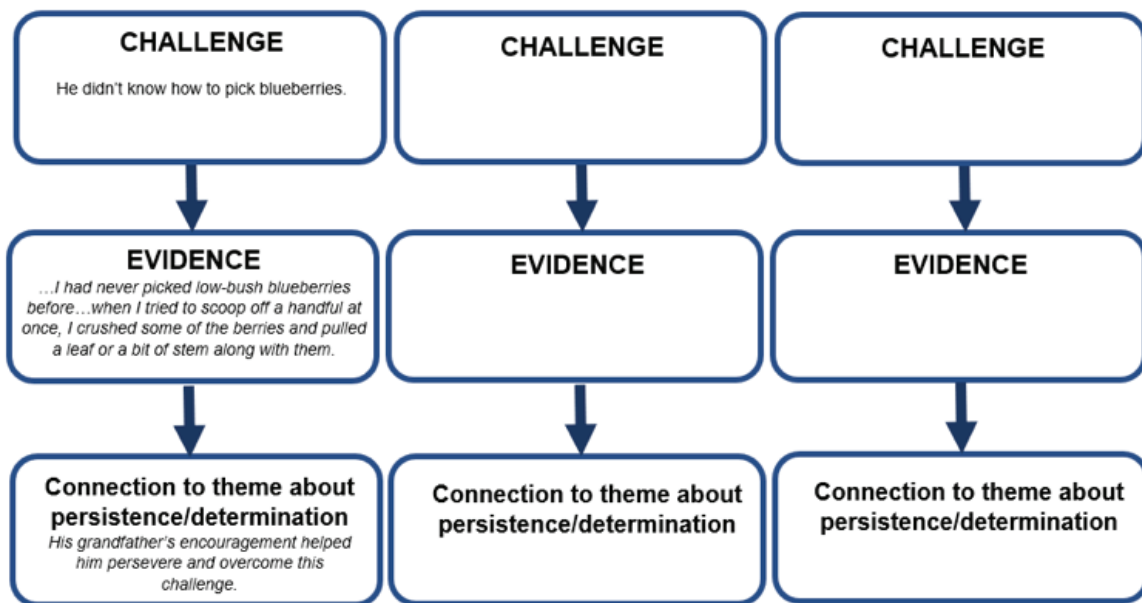 CHALLENGE
He didn't know how to pick blueberries.
CHALLENGE
CHALLENGE
EVIDENCE
…I had never picked low-bush blueberries
before…when I tried to scoop off a handful at
once, I crushed some of the berries and pulled
a leaf or a bit of stem along with them.
EVIDENCE
EVIDENCE
Connection to theme about
persistence/determination
His grandfather's encouragement helped
him persevere and overcome this
challenge.
Connection to theme about
persistence/determination
Connection to theme about
persistence/determination